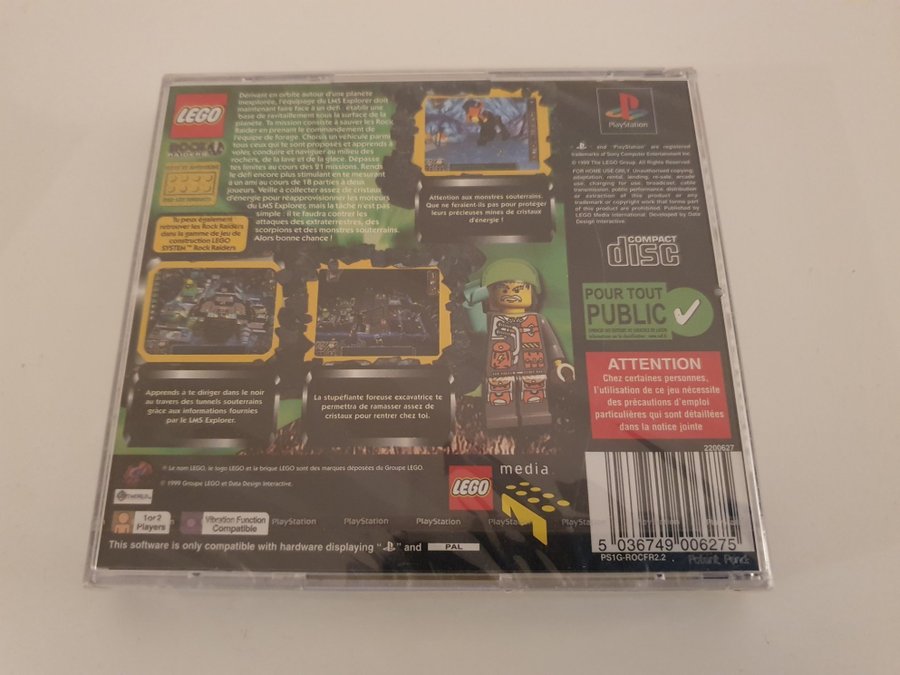 LEGO
ROCK
RAIDERS
Dérivant en orbite autour d'une planète
inexplorée, l'équipage du LMS Explorer doit
maintenant faire face à un défi : établir une
base de ravitaillement sous la surface de la
planète. Ta mission consiste à sauver les Rock
Raider en prenant le commandement de
l'équipe de forage. Choisis un véhicule parmi
tous ceux qui te sont proposés et apprends à
voler, conduire et naviguer au milieu des
rochers, de la lave et de la glace. Dépasse
tes limites au cours des 21 missions. Rends
le défi encore plus stimulant en te mesurant
à un ami au cours de 18 parties à deux
joueurs. Veille à collecter assez de cristaux
d'énergie pour réapprovisionner les moteurs
du LMS Explorer, mais la tâche n'est pas
simple : il te faudra contrer les
attaques des extraterrestres, des
scorpions et des monstres souterrains.
Alors bonne chance !
Tu peux également
retrouver les Rock Raiders
dans la gamme de jeu de
construction LEGO
SYSTEM™ Rock Raiders
Attention aux monstres souterrains.
Que ne feraient-ils pas pour protéger
leurs précieuses mines de cristaux
d'énergie !
PlayStation
"PS" and "PlayStation" are registered
trademarks of Sony Computer Entertainment Inc.
© 1999 The LEGO Group. All Rights Reserved.
FOR HOME USE ONLY. Unauthorised copying,
adaptation, rental, lending, re-sale, arcade
use, charging for use, broadcast, cable
transmission, public performance, distribution
or extraction of this product or any
trademark or copyright work that forms part
of this product are prohibited. Published by
LEGO Media International. Developed by Data
Design Interactive.
COMPACT
disc
POUR TOUT
PUBLIC
ATTENTION
Chez certaines personnes,
l'utilisation de ce jeu nécessite
des précautions d'emploi
particulières qui sont détaillées
dans la notice jointe
2200627
Apprends à te diriger dans le noir
au travers des tunnels souterrains
grâce aux informations fournies
par le LMS Explorer.
La stupéfiante foreuse excavatrice te
permettra de ramasser assez de
cristaux pour rentrer chez toi.
® Le nom LEGO, le logo LEGO et la brique LEGO sont des marques déposées du Groupe LEGO.
© 1999 Groupe LEGO et Data Design Interactive.
LEGO
media
1 or 2
Players
Vibration Function
Compatible
PlayStation PlayStation PlayStation
This software is only compatible with hardware displaying "PS" and PAL
5 036749 006275
PS1G-ROCFR2.2